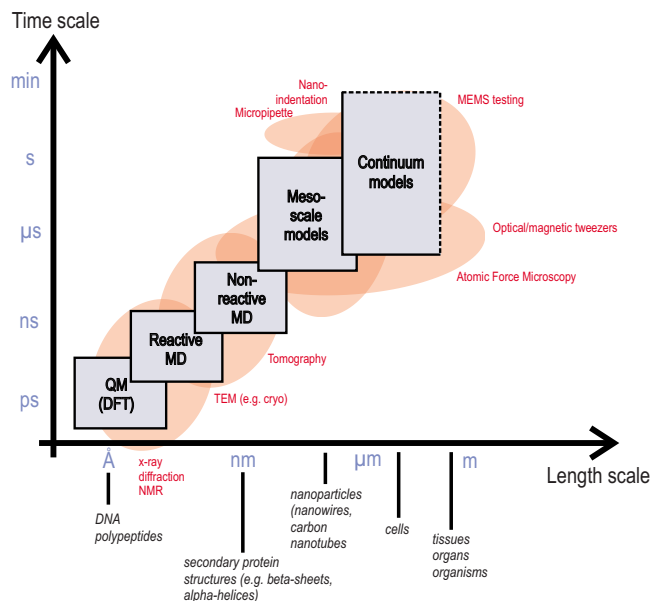 Time scale
min
s
µs
ns
ps
Nano-
indentation
Micropipette
MEMS testing
Continuum
models
Meso-
scale
models
Optical/magnetic tweezers
Atomic Force Microscopy
Non-
reactive
MD
Reactive
MD
Tomography
QM
(DFT)
TEM (e.g. cryo)
Å
x-ray
diffraction
NMR
nm
µm
m
Length scale
DNA
polypeptides
secondary protein
structures (e.g. beta-sheets,
alpha-helices)
nanoparticles
(nanowires,
carbon
nanotubes
cells
tissues
organs
organisms